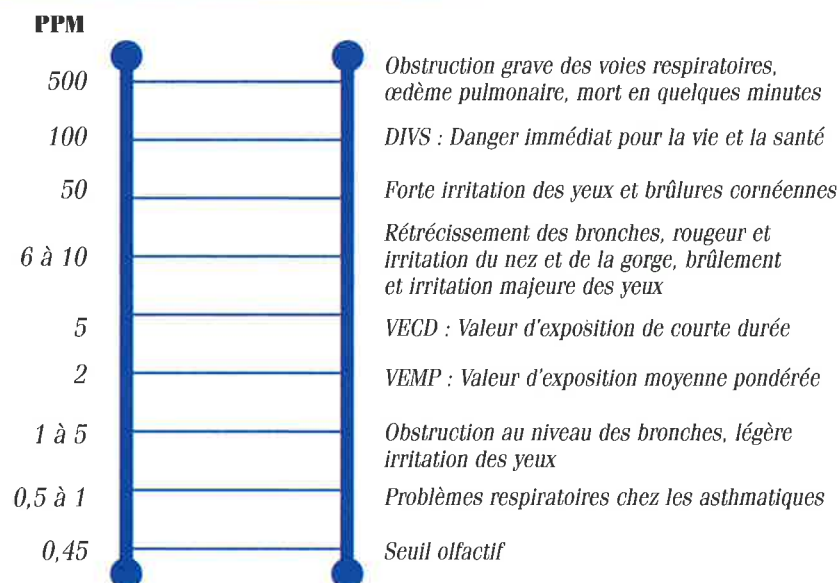 PPM
500 Obstruction grave des voies respiratoires,
œdème pulmonaire, mort en quelques minutes
100 DIVS : Danger immédiat pour la vie et la santé
50 Forte irritation des yeux et brûlures cornéennes
6 à 10 Rétrécissement des bronches, rougeur et
irritation du nez et de la gorge, brûlement
et irritation majeure des yeux
5 VECD : Valeur d'exposition de courte durée
2 VEMP : Valeur d'exposition moyenne pondérée
1 à 5 Obstruction au niveau des bronches, légère
irritation des yeux
0,5 à 1 Problèmes respiratoires chez les asthmatiques
0,45 Seuil olfactif